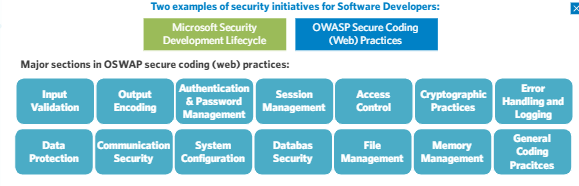 Two examples of security initiatives for Software Developers:
Microsoft Security
Development Lifecycle
OWASP Secure Coding
(Web) Practices
Major sections in OSWAP secure coding (web) practices:
Input
Validation
Output
Encoding
Authentication
& Password
Management
Session
Management
Access
Control
Cryptographic
Practices
Error
Handling and
Logging
Data
Protection
Communication
Security
System
Configuration
Databas
Security
File
Management
Memory
Management
General
Coding
Pracitces